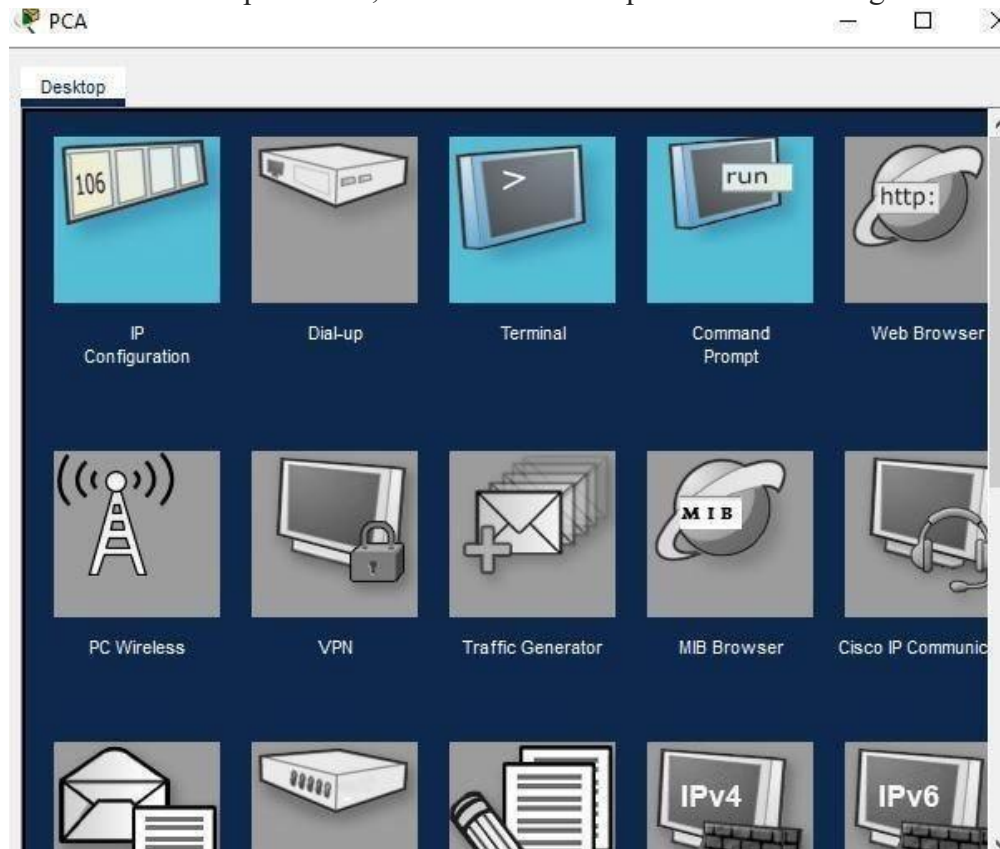 PCA
Desktop
106
>
run
http:
IP
Configuration
Dial-up
Terminal
Command
Prompt
Web Browser
MIB
PC Wireless
VPN
Traffic Generator
MIB Browser
Cisco IP Communic
IPv4
IPv6